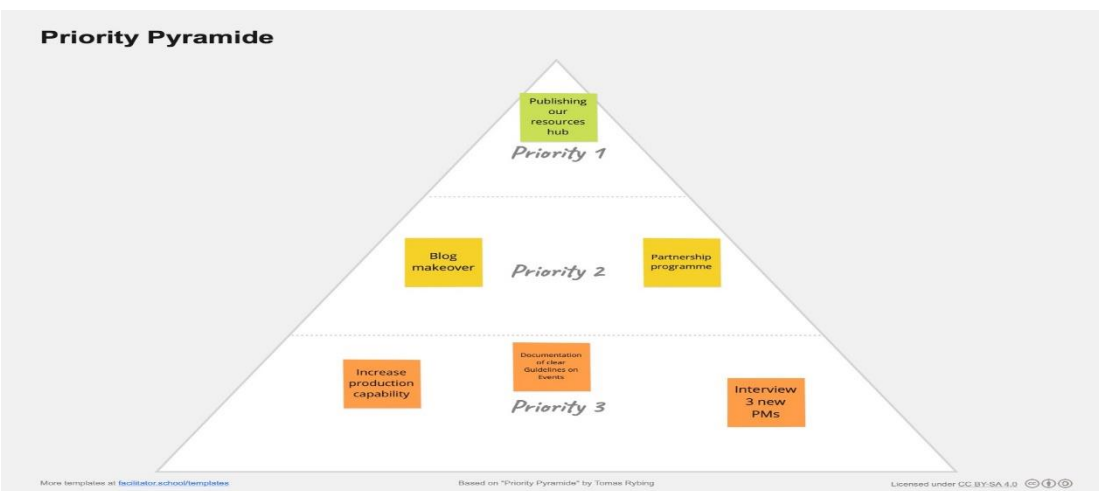 Priority Pyramide
Publishing
our
resources
hub
Priority 1
Blog
makeover
Priority 2
Partnership
programme
Increase
production
capability
Documentation
of clear
Guidelines on
Events
Priority 3
Interview
3 new
PMs
More templates at facilitator.school/templates
Based on "Priority Pyramide" by Tomas Rybing
Licensed under CC BY-SA 4.0